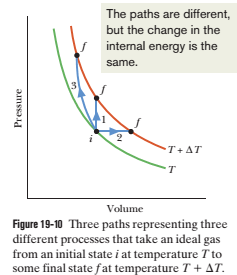 The paths are different,
but the change in the
internal energy is the
same.
Pressure
f
3
f
1
f
i
2
T + ΔT
T
Volume
Figure 19-10 Three paths representing three
different processes that take an ideal gas
from an initial state i at temperature T to
some final state f at temperature T + ΔT.